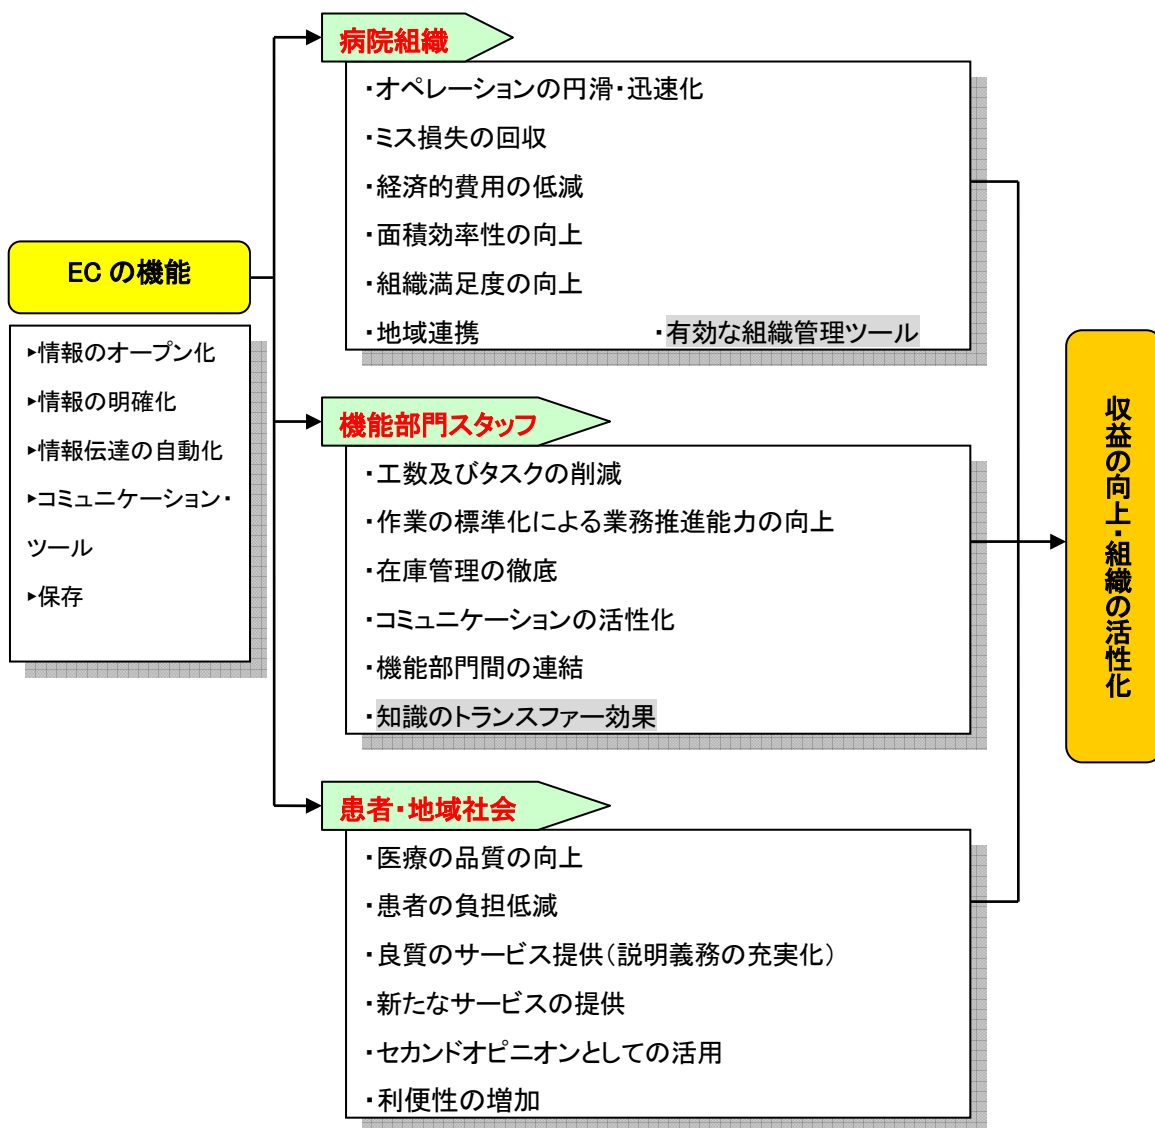 病院組織
・オペレーションの円滑・迅速化
・ミス損失の回収
・経済的費用の低減
・面積効率性の向上
・組織満足度の向上
・地域連携 ・有効な組織管理ツール
EC の機能
▸情報のオープン化
▸情報の明確化
▸情報伝達の自動化
▸コミュニケーション・
ツール
▸保存
機能部門スタッフ
・工数及びタスクの削減
・作業の標準化による業務推進能力の向上
・在庫管理の徹底
・コミュニケーションの活性化
・機能部門間の連結
・知識のトランスファー効果
患者・地域社会
・医療の品質の向上
・患者の負担低減
・良質のサービス提供(説明義務の充実化)
・新たなサービスの提供
・セカンドオピニオンとしての活用
・利便性の増加
収益の向上・組織の活性化